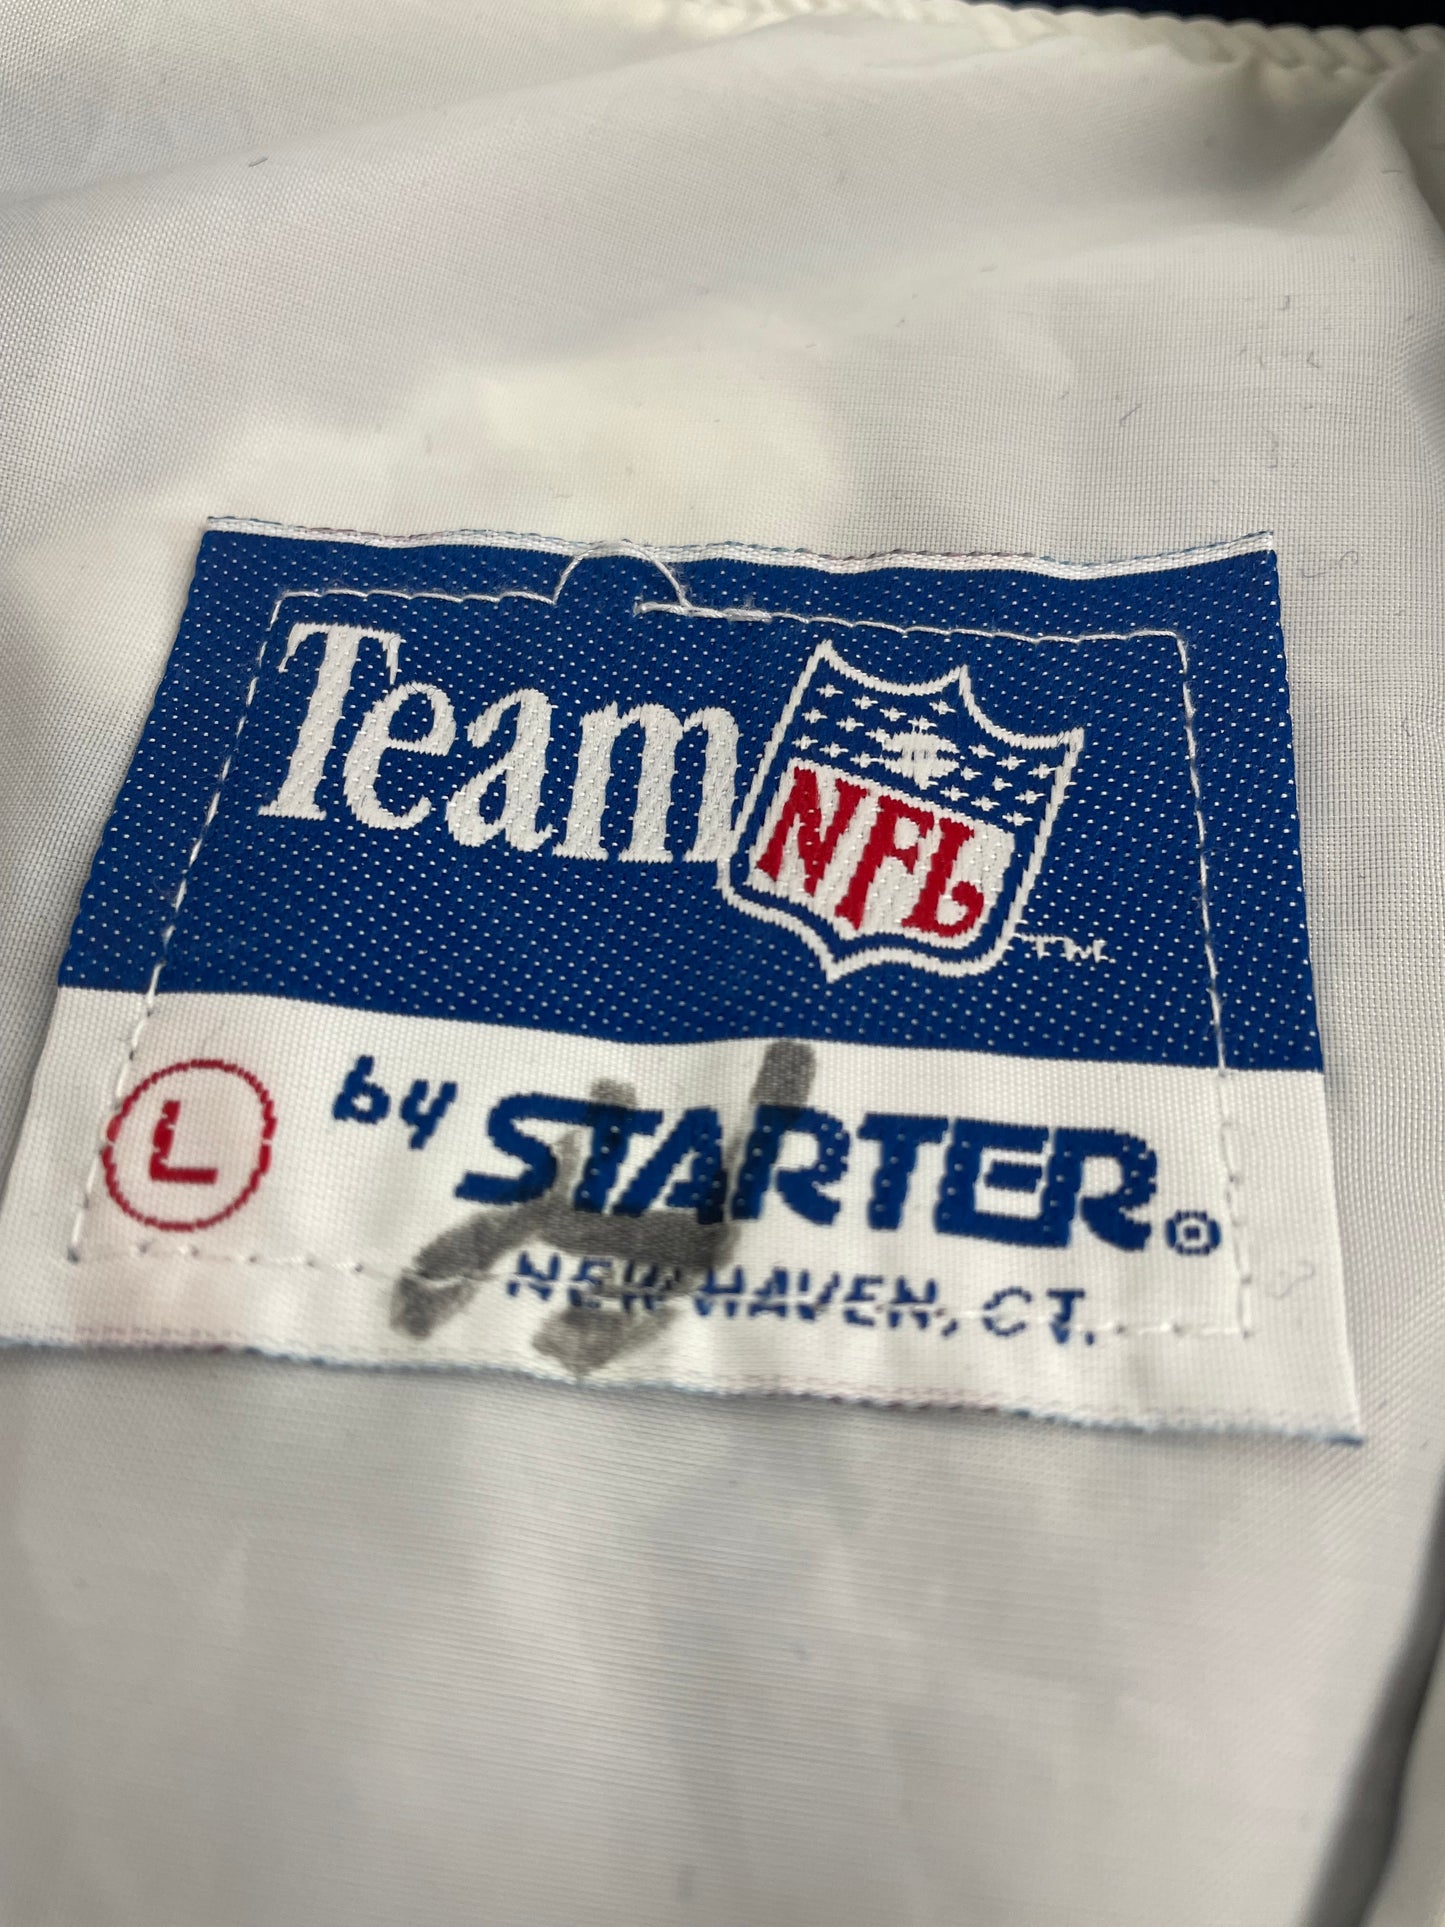 Team NFL TM
L by STARTER ®
NEW HAVEN, CT.